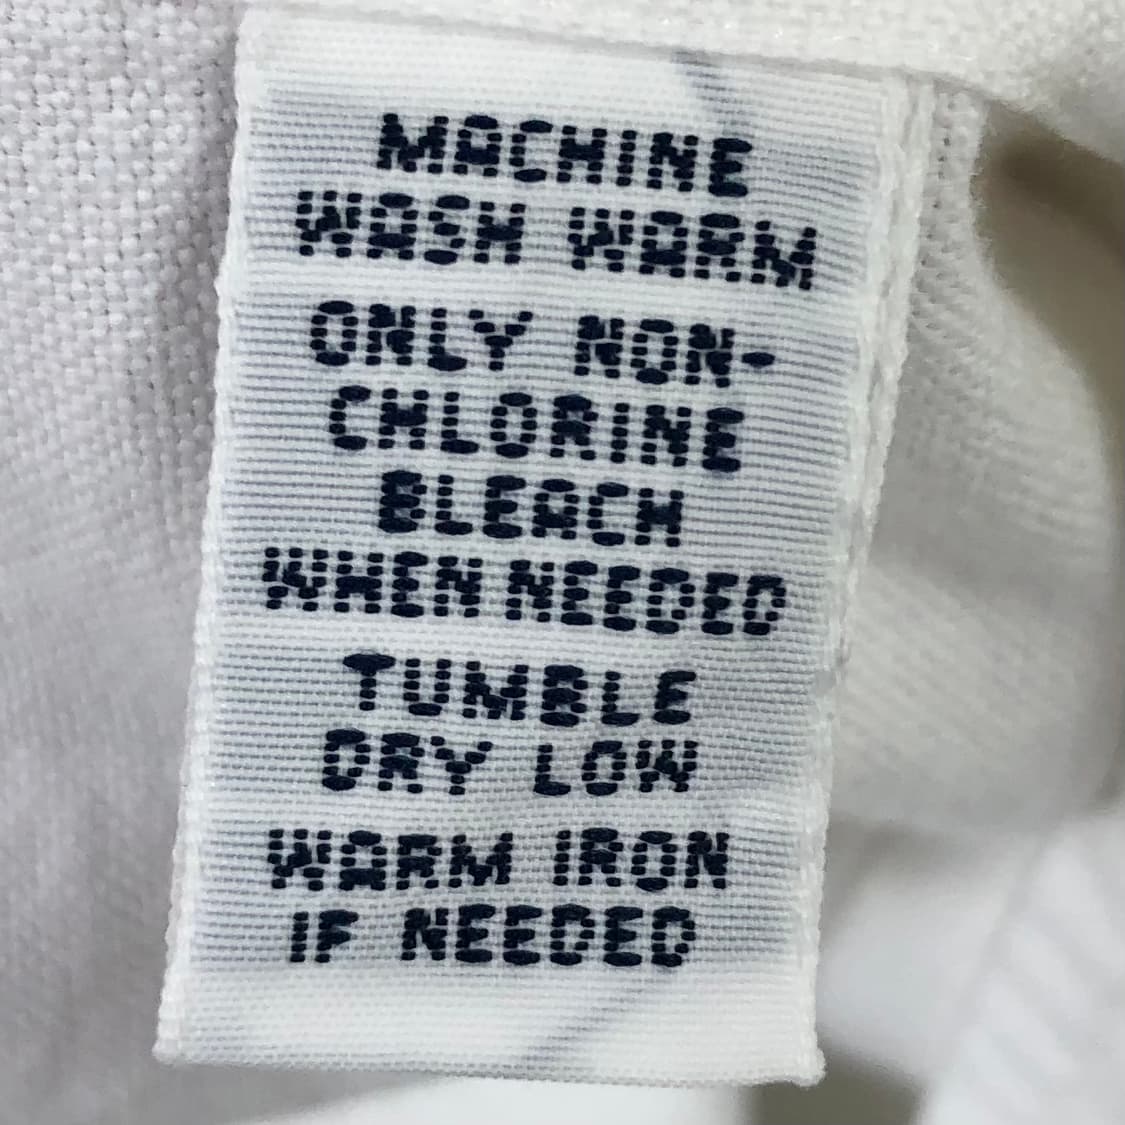 MACHINE
WASH WARM
ONLY NON-
CHLORINE
BLEACH
WHEN NEEDED
TUMBLE
DRY LOW
WARM IRON
IF NEEDED